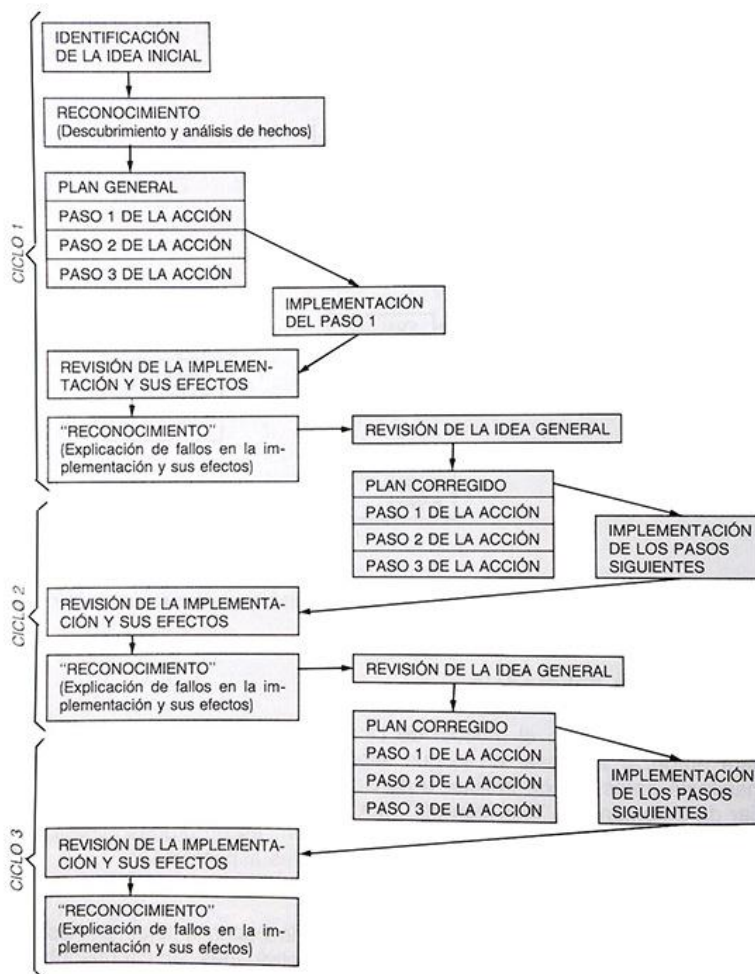 CICLO 1
IDENTIFICACIÓN
DE LA IDEA INICIAL
RECONOCIMIENTO
(Descubrimiento y análisis de hechos)
PLAN GENERAL
PASO 1 DE LA ACCIÓN
PASO 2 DE LA ACCIÓN
PASO 3 DE LA ACCIÓN
IMPLEMENTACIÓN
DEL PASO 1
REVISIÓN DE LA IMPLEMEN-
TACIÓN Y SUS EFECTOS
“RECONOCIMIENTO”
(Explicación de fallos en la im-
plementación y sus efectos)
REVISIÓN DE LA IDEA GENERAL
CICLO 2
PLAN CORREGIDO
PASO 1 DE LA ACCIÓN
PASO 2 DE LA ACCIÓN
PASO 3 DE LA ACCIÓN
IMPLEMENTACIÓN
DE LOS PASOS
SIGUIENTES
REVISIÓN DE LA IMPLEMENTA-
CIÓN Y SUS EFECTOS
“RECONOCIMIENTO”
(Explicación de fallos en la im-
plementación y sus efectos)
REVISIÓN DE LA IDEA GENERAL
CICLO 3
PLAN CORREGIDO
PASO 1 DE LA ACCIÓN
PASO 2 DE LA ACCIÓN
PASO 3 DE LA ACCIÓN
IMPLEMENTACIÓN
DE LOS PASOS
SIGUIENTES
REVISIÓN DE LA IMPLEMENTA-
CIÓN Y SUS EFECTOS
“RECONOCIMIENTO”
(Explicación de fallos en la im-
plementación y sus efectos)